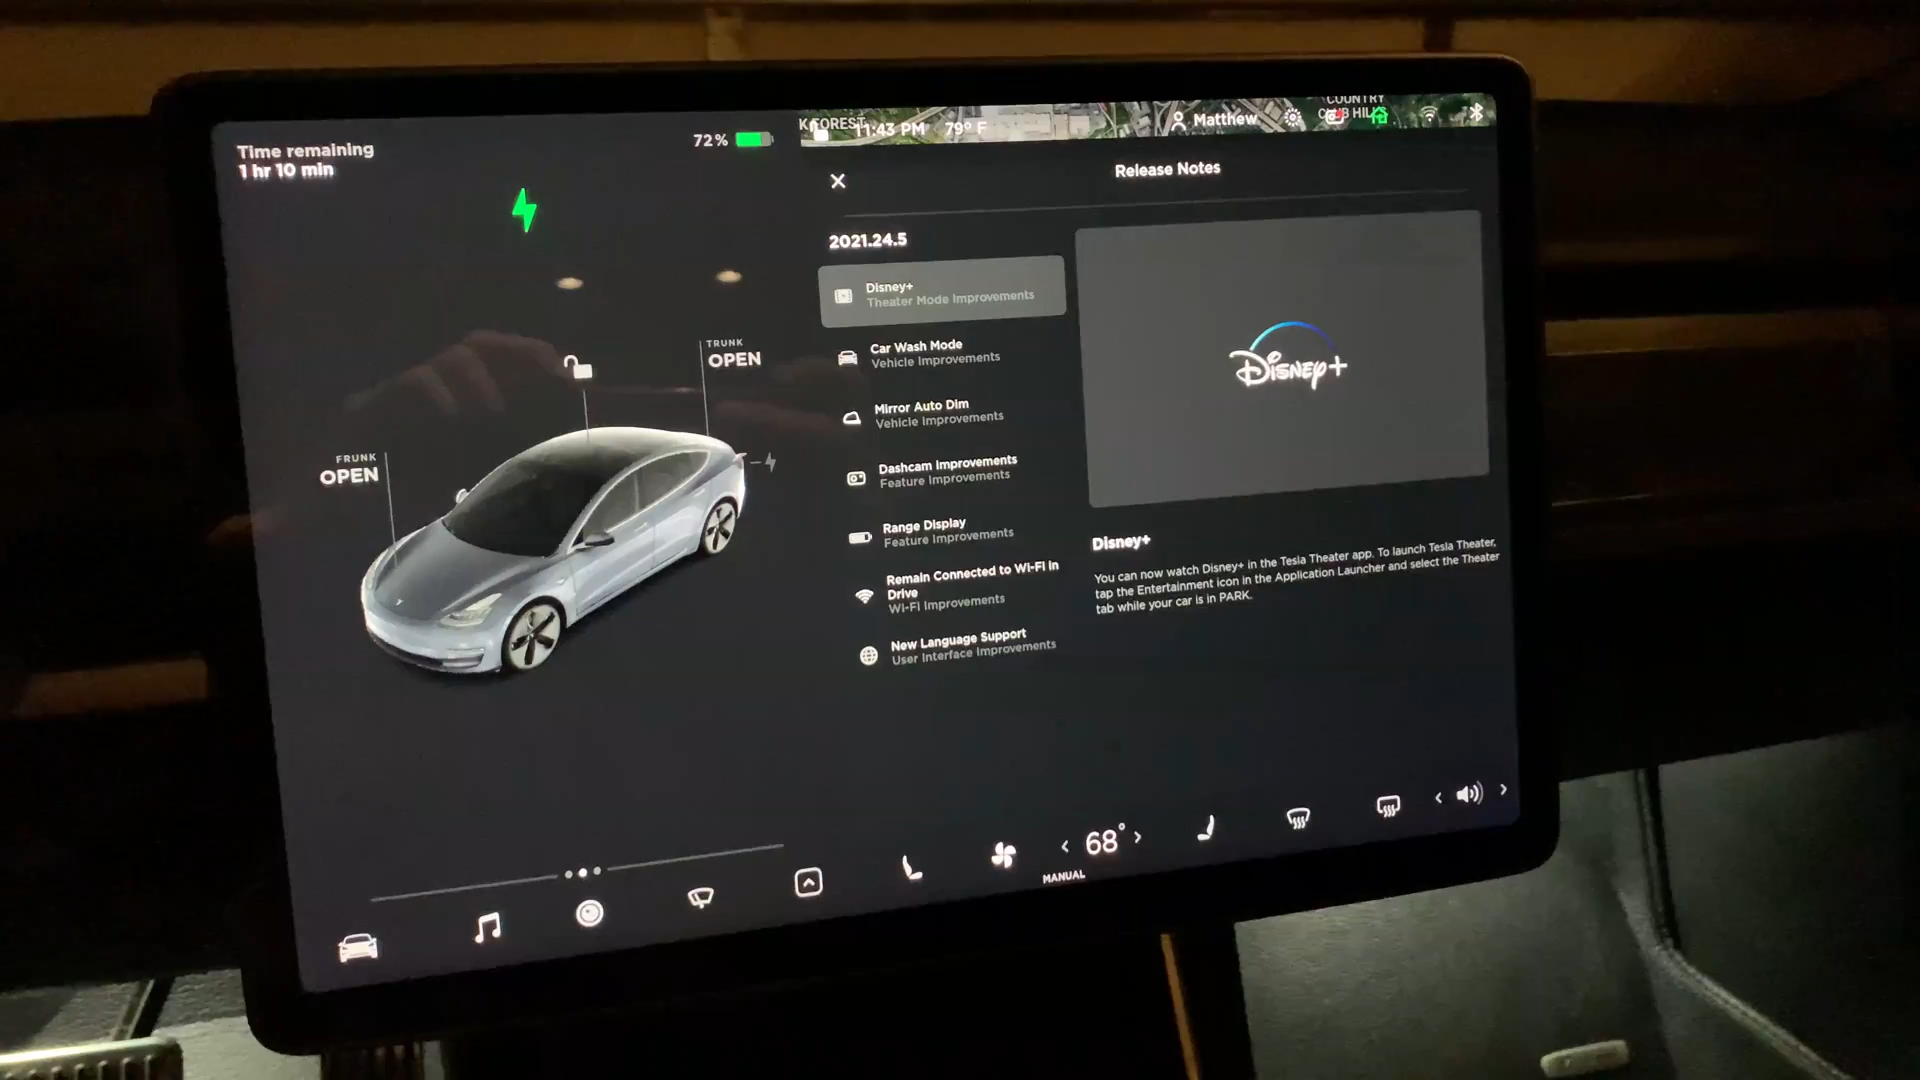 Time remaining
1 hr 10 min
72%
FRUNK
OPEN
TRUNK
OPEN
K FOREST
11:43 PM 79° F
Matthew
COUNTRY
CLUB HILLS
Release Notes
2021.24.5
Disney+
Theater Mode Improvements
Car Wash Mode
Vehicle Improvements
Mirror Auto Dim
Vehicle Improvements
Dashcam Improvements
Feature Improvements
Range Display
Feature Improvements
Remain Connected to Wi-Fi in
Drive
Wi-Fi Improvements
New Language Support
User Interface Improvements
Disney+
Disney+
You can now watch Disney+ in the Tesla Theater app. To launch Tesla Theater,
tap the Entertainment icon in the Application Launcher and select the Theater
tab while your car is in PARK.
68°
MANUAL